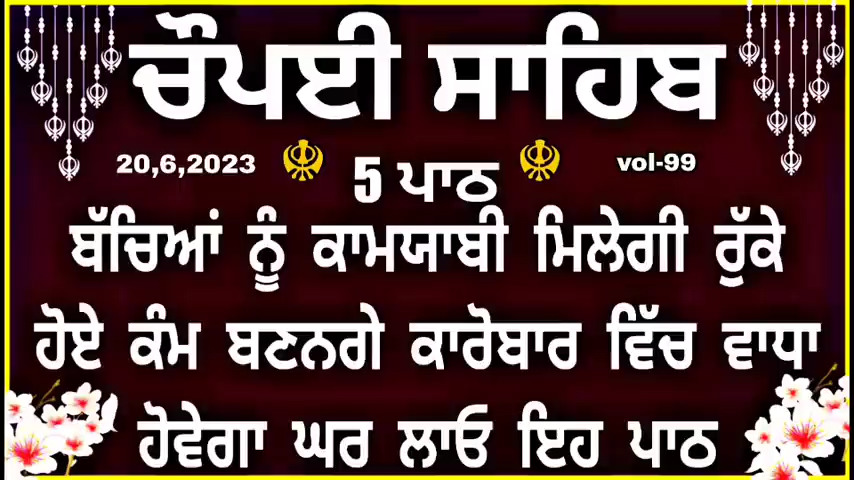 ਚੌਪਈ ਸਾਹਿਬ
20,6,2023 5 ਪਾਠ vol-99
ਬੱਚਿਆਂ ਨੂੰ ਕਾਮਯਾਬੀ ਮਿਲੇਗੀ ਰੁੱਕੇ
ਹੋਏ ਕੰਮ ਬਣਨਗੇ ਕਾਰੋਬਾਰ ਵਿੱਚ ਵਾਧਾ
ਹੋਵੇਗਾ ਘਰ ਲਾਓ ਇਹ ਪਾਠ